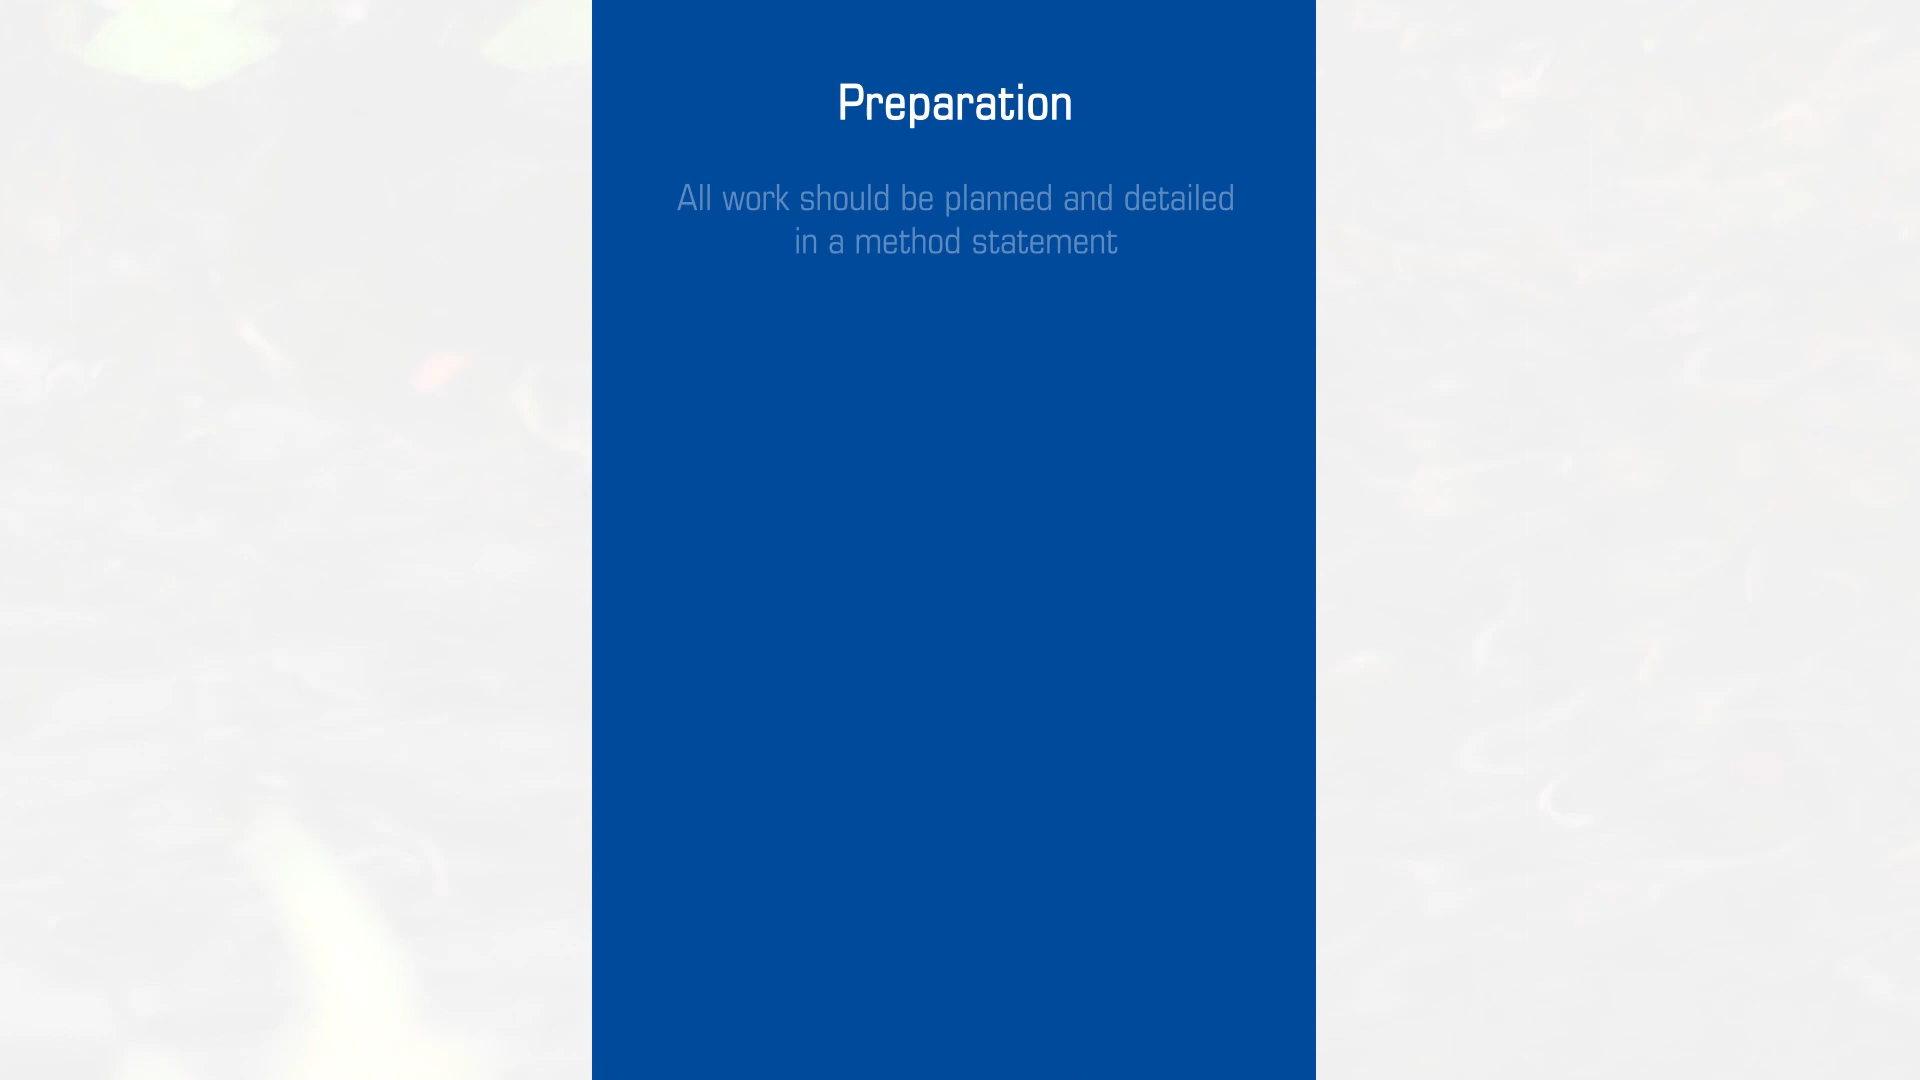 Preparation
All work should be planned and detailed
in a method statement